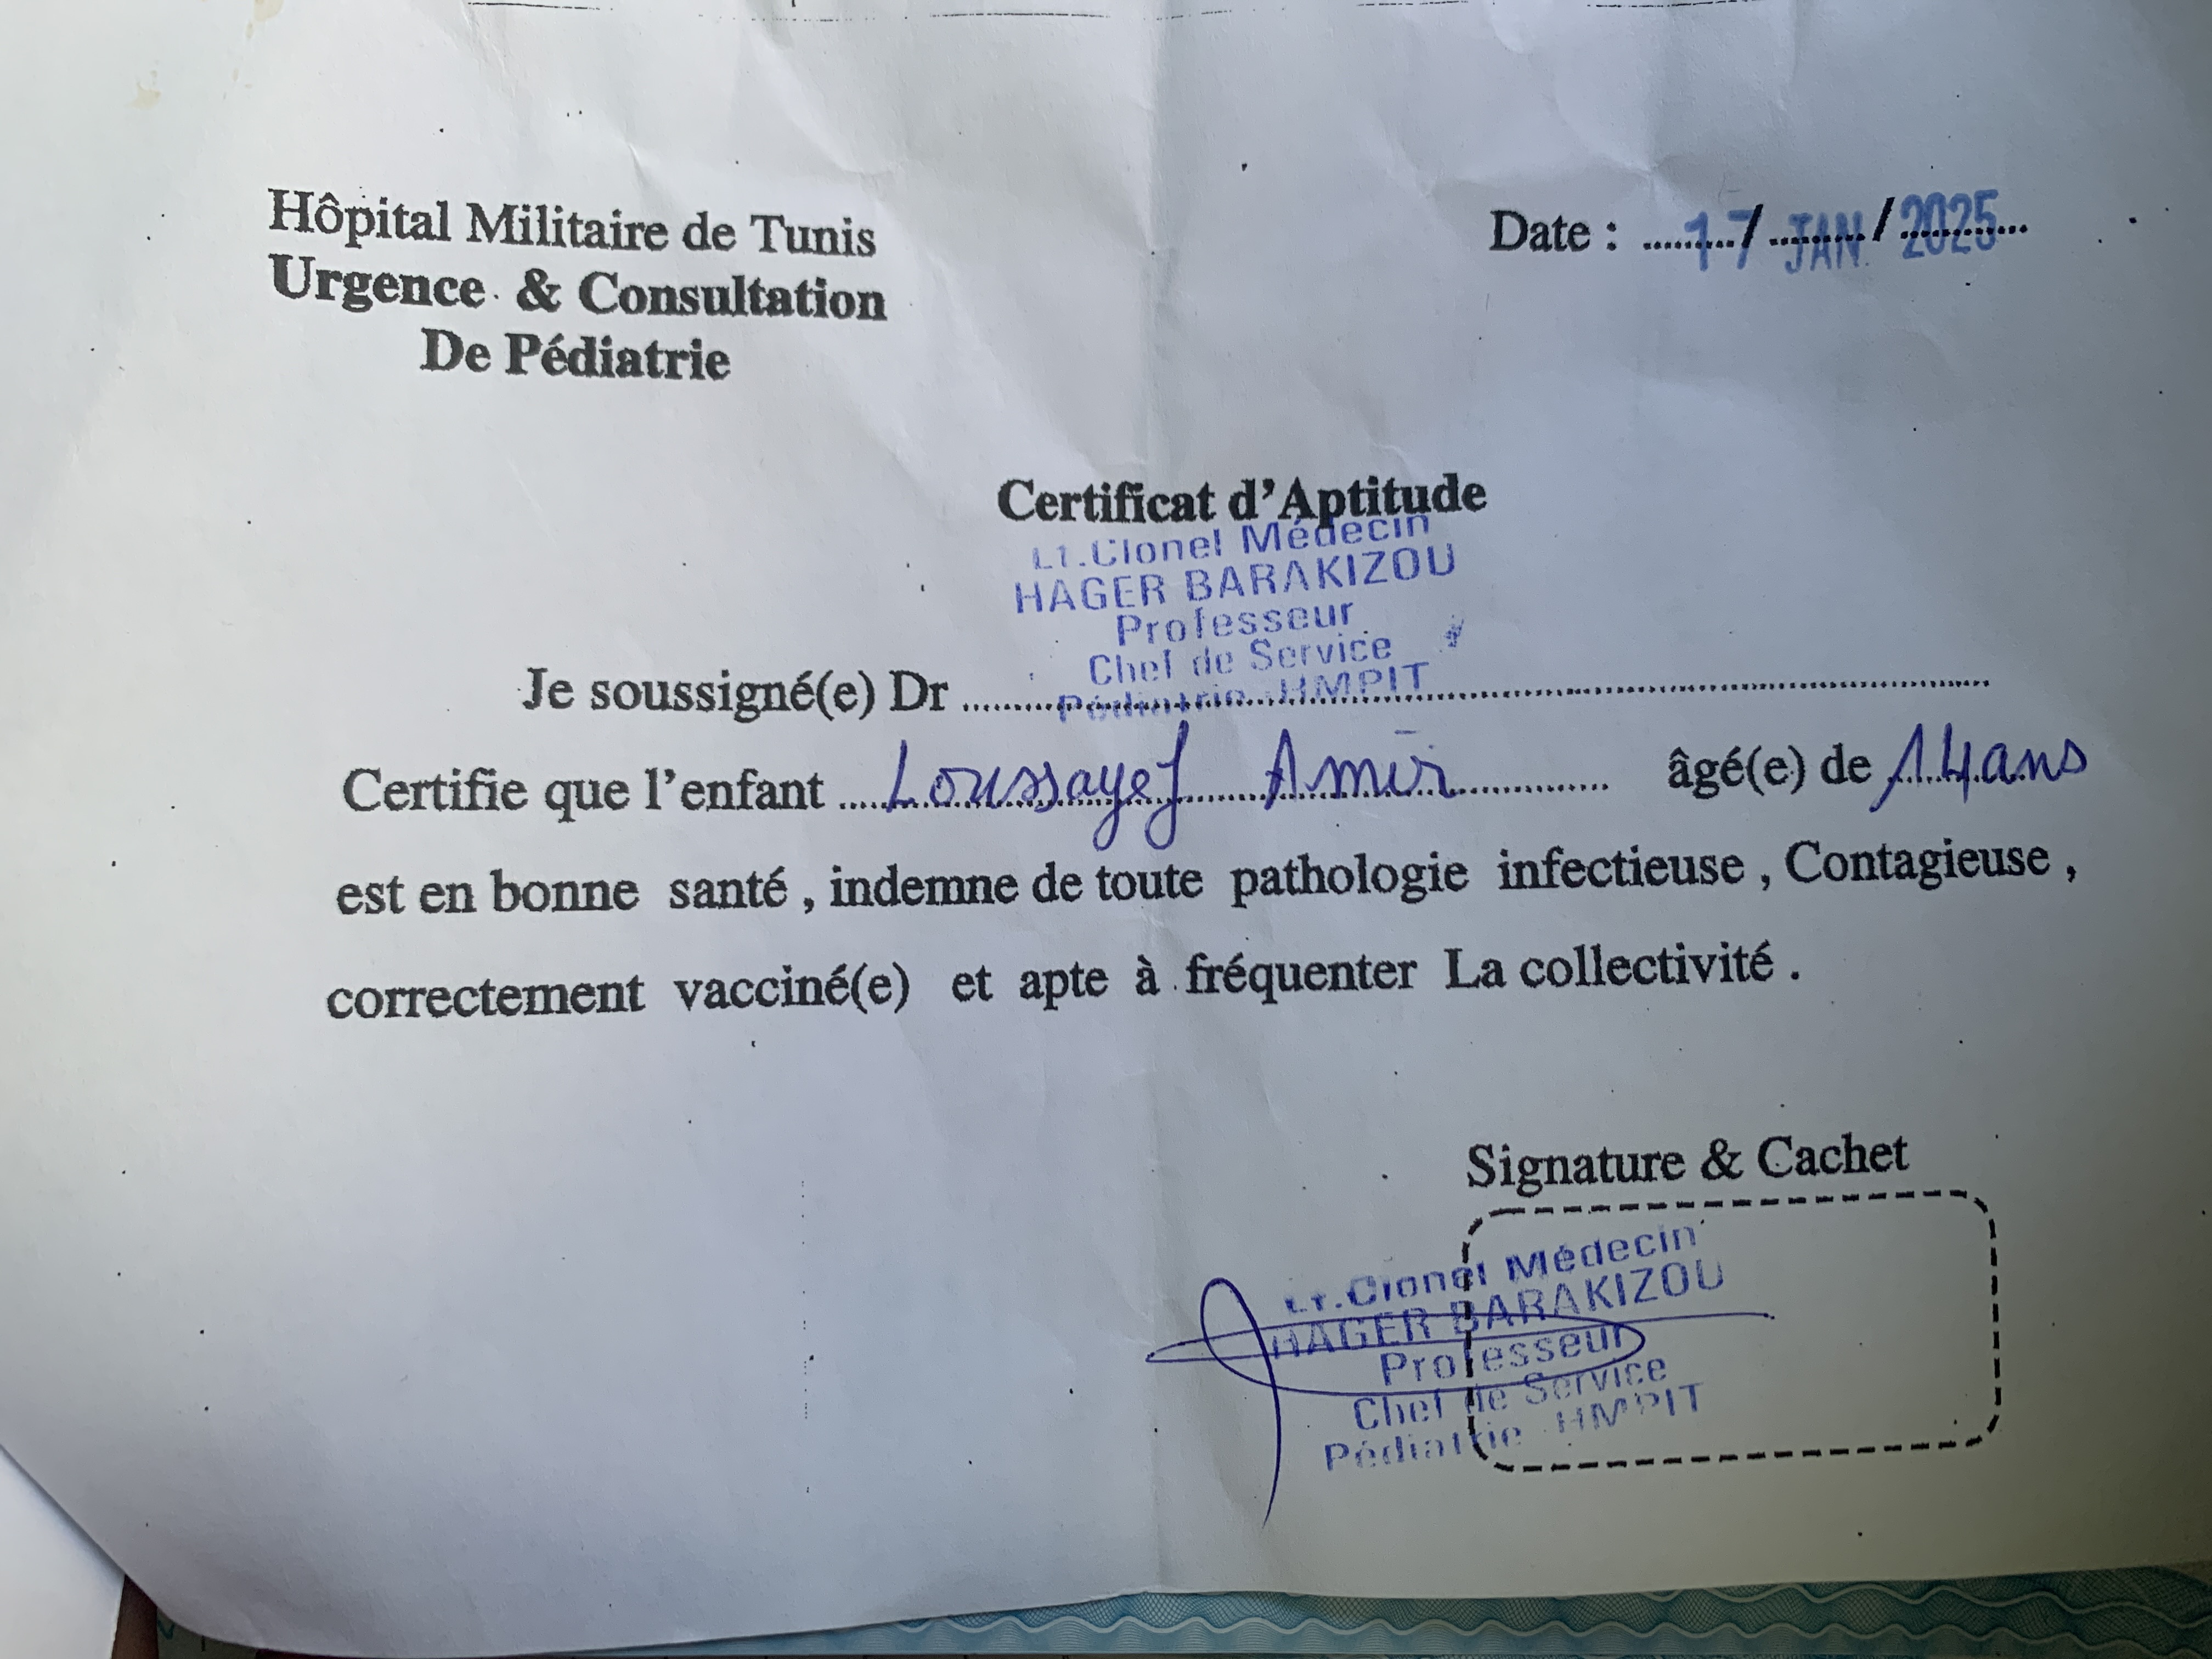 Hôpital Militaire de Tunis
Urgence & Consultation
De Pédiatrie
Date : 17 / JAN. / 2025
Certificat d'Aptitude
Lt.Clonel Médecin
HAGER BARAKIZOU
Professeur
Chef de Service
Pédiatrie HMPIT
Je soussigné(e) Dr
Certifie que l'enfant Loussayef Amir âgé(e) de 14 ans
est en bonne santé , indemne de toute pathologie infectieuse , Contagieuse ,
correctement vacciné(e) et apte à fréquenter La collectivité .
Signature & Cachet
Lt.Clonel Médecin
HAGER BARAKIZOU
Professeur
Chef de Service
Pédiatrie HMPIT